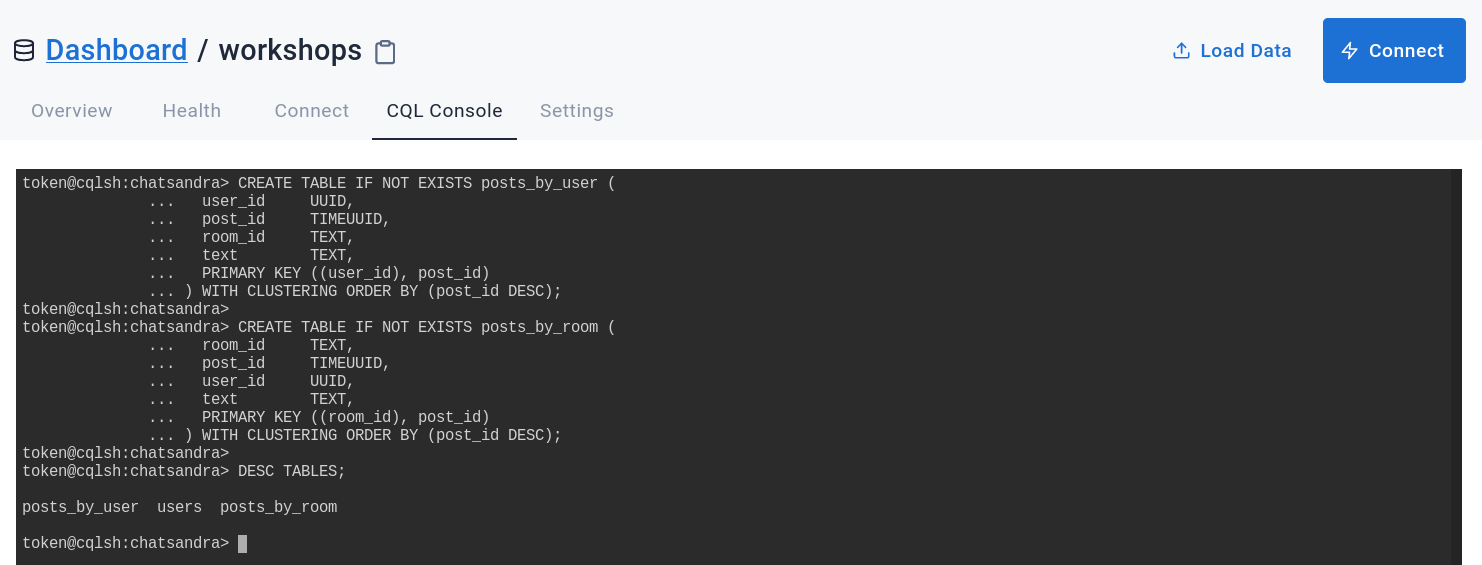 Dashboard / workshops
Load Data
Connect
Overview Health Connect CQL Console Settings
token@cqlsh:chatsandra> CREATE TABLE IF NOT EXISTS posts_by_user (
              ...   user_id     UUID,
              ...   post_id     TIMEUUID,
              ...   room_id     TEXT,
              ...   text        TEXT,
              ...   PRIMARY KEY ((user_id), post_id)
              ... ) WITH CLUSTERING ORDER BY (post_id DESC);
token@cqlsh:chatsandra>
token@cqlsh:chatsandra> CREATE TABLE IF NOT EXISTS posts_by_room (
              ...   room_id     TEXT,
              ...   post_id     TIMEUUID,
              ...   user_id     UUID,
              ...   text        TEXT,
              ...   PRIMARY KEY ((room_id), post_id)
              ... ) WITH CLUSTERING ORDER BY (post_id DESC);
token@cqlsh:chatsandra>
token@cqlsh:chatsandra> DESC TABLES;
posts_by_user  users  posts_by_room
token@cqlsh:chatsandra>